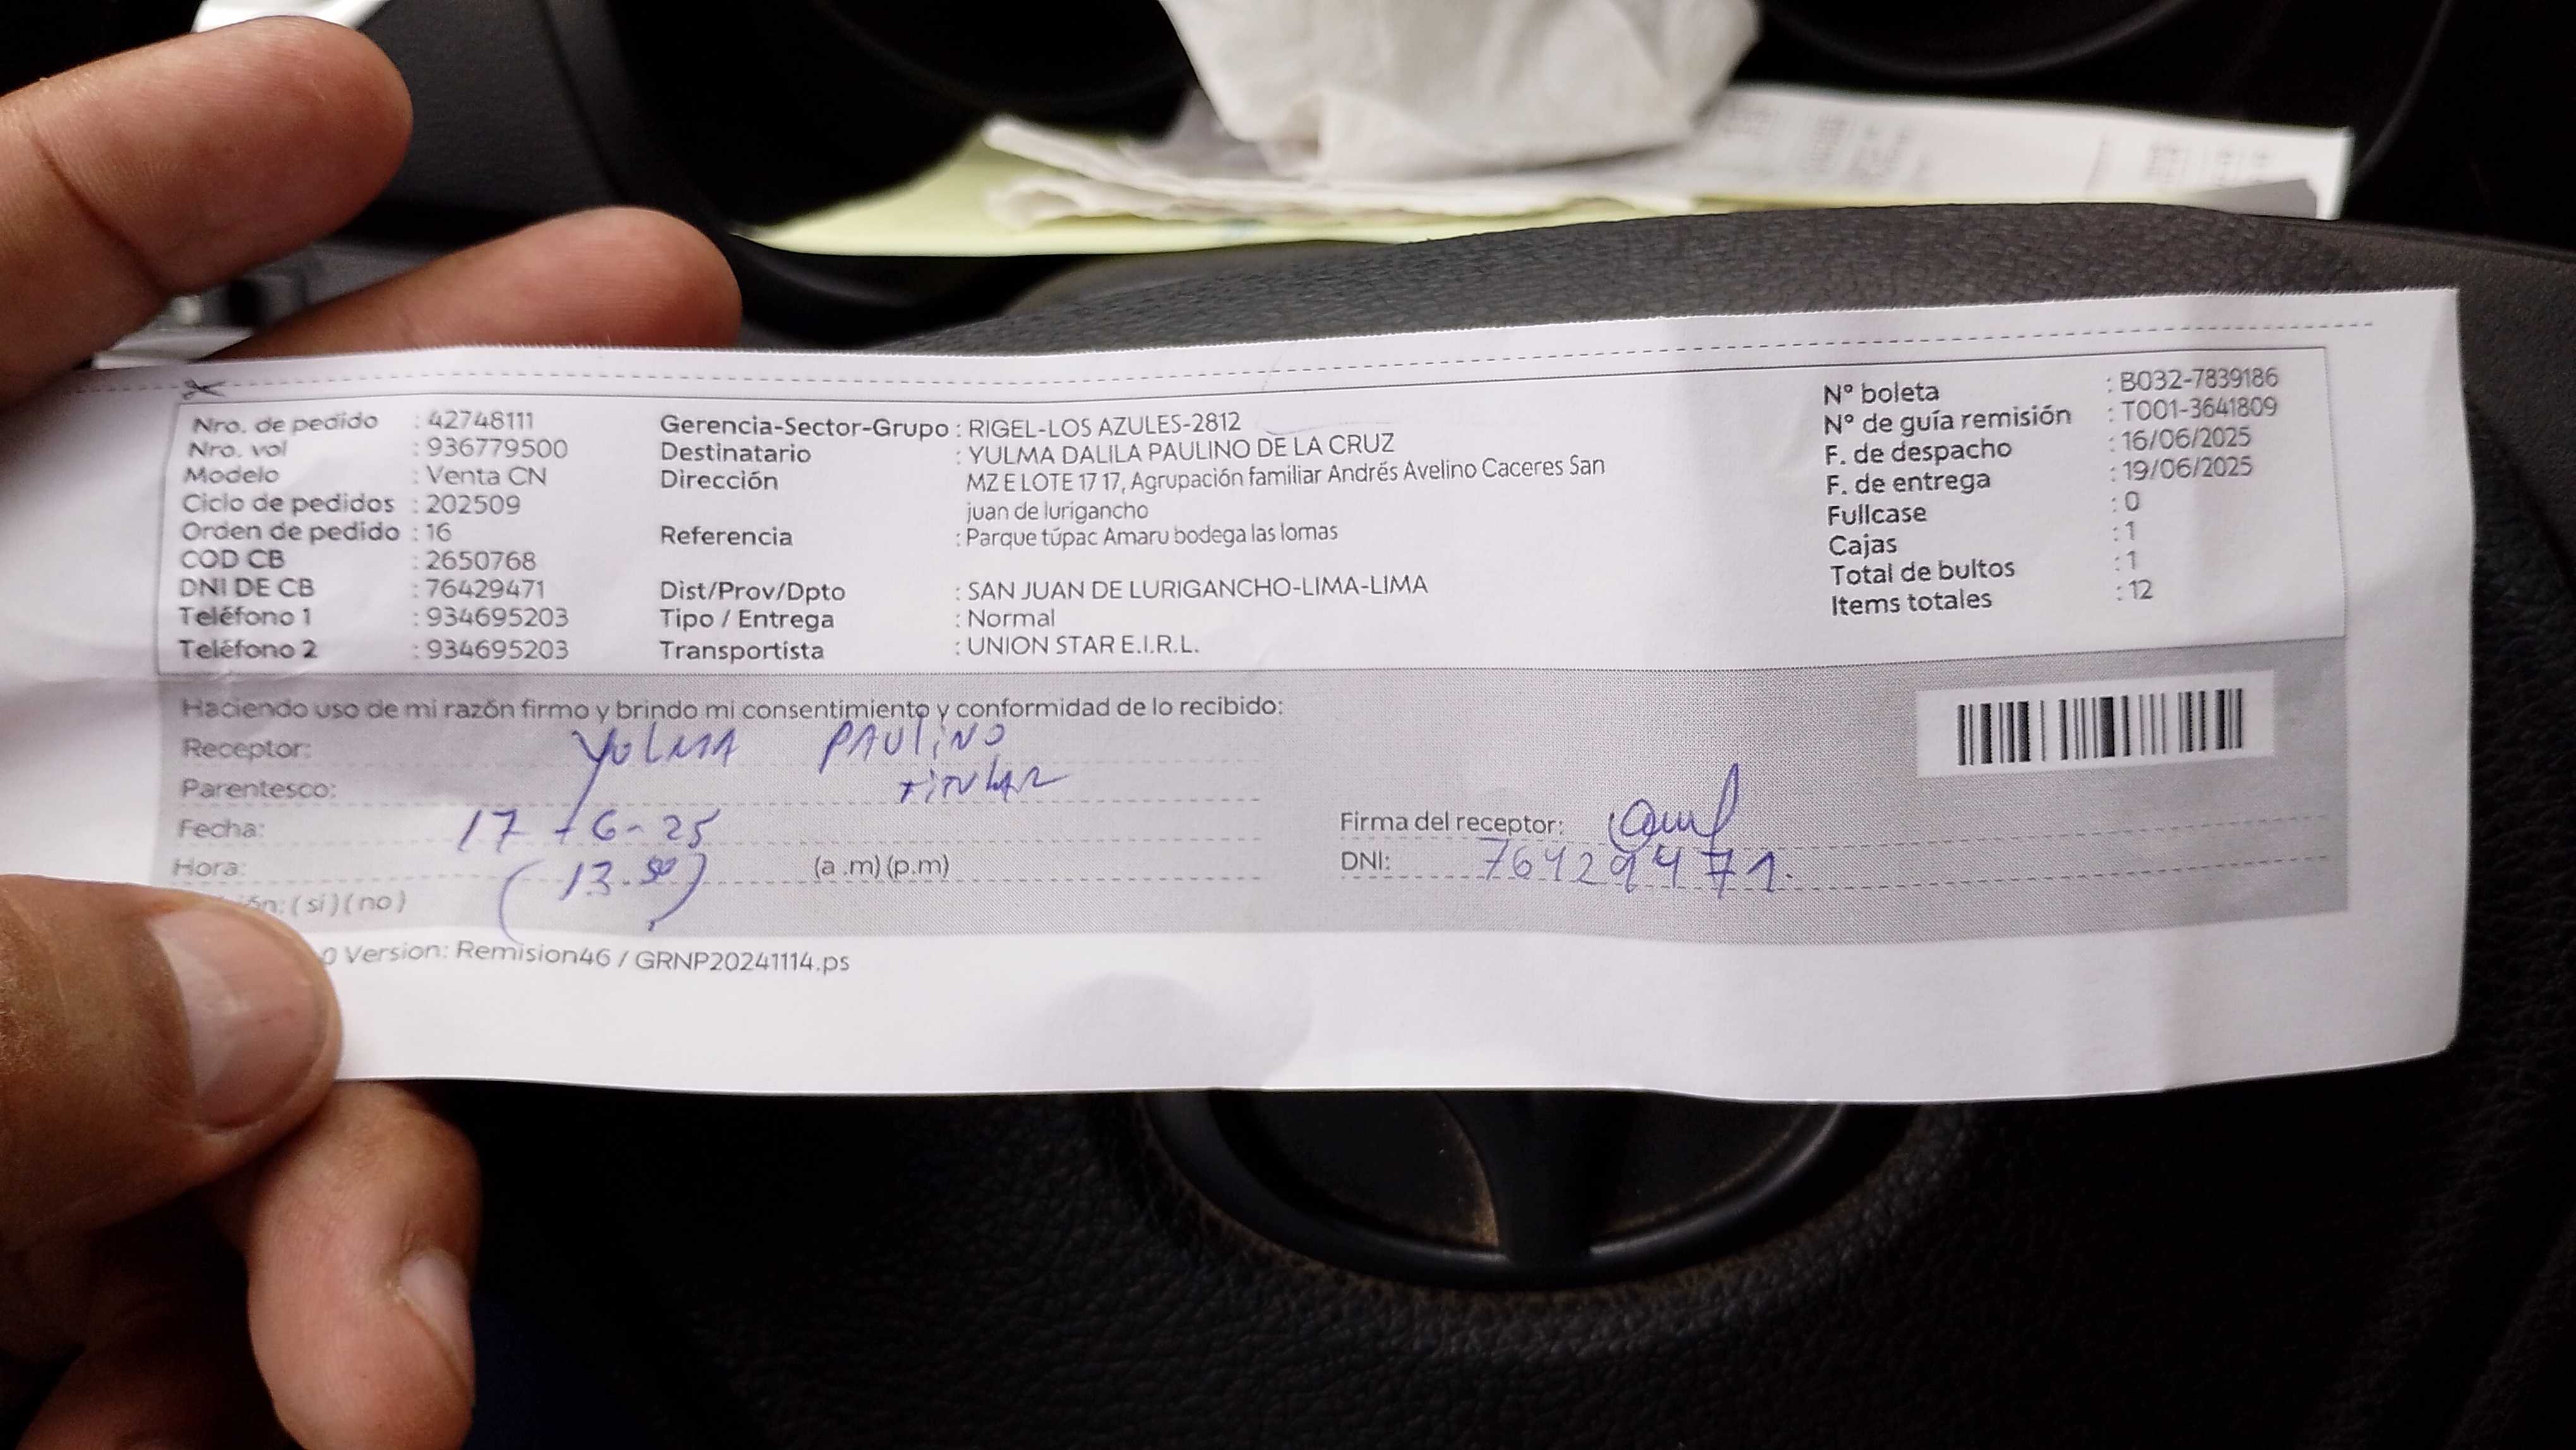 Nro. de pedido : 42748111
Nro. vol : 936779500
Modelo : Venta CN
Ciclo de pedidos : 202509
Orden de pedido : 16
COD CB : 2650768
DNI DE CB : 76429471
Teléfono 1 : 934695203
Teléfono 2 : 934695203
Gerencia-Sector-Grupo : RIGEL-LOS AZULES-2812
Destinatario : YULMA DALILA PAULINO DE LA CRUZ
Dirección MZ E LOTE 17 17, Agrupación familiar Andrés Avelino Caceres San
juan de lurigancho
Referencia : Parque túpac Amaru bodega las lomas
Dist/Prov/Dpto : SAN JUAN DE LURIGANCHO-LIMA-LIMA
Tipo / Entrega : Normal
Transportista : UNION STAR E.I.R.L.
N° boleta : B032-7839186
N° de guía remisión : T001-3641809
F. de despacho : 16/06/2025
F. de entrega : 19/06/2025
Fullcase : 0
Cajas : 1
Total de bultos : 1
Items totales : 12
Haciendo uso de mi razón firmo y brindo mi consentimiento y conformidad de lo recibido:
Receptor: YULMA PAULINO
Parentesco: TITULAR
Fecha: 17-6-25
Hora: (a .m) (p.m)
Firma del receptor:
DNI: 76429471.
( si ) ( no )
Version: Remision46 / GRNP20241114.ps